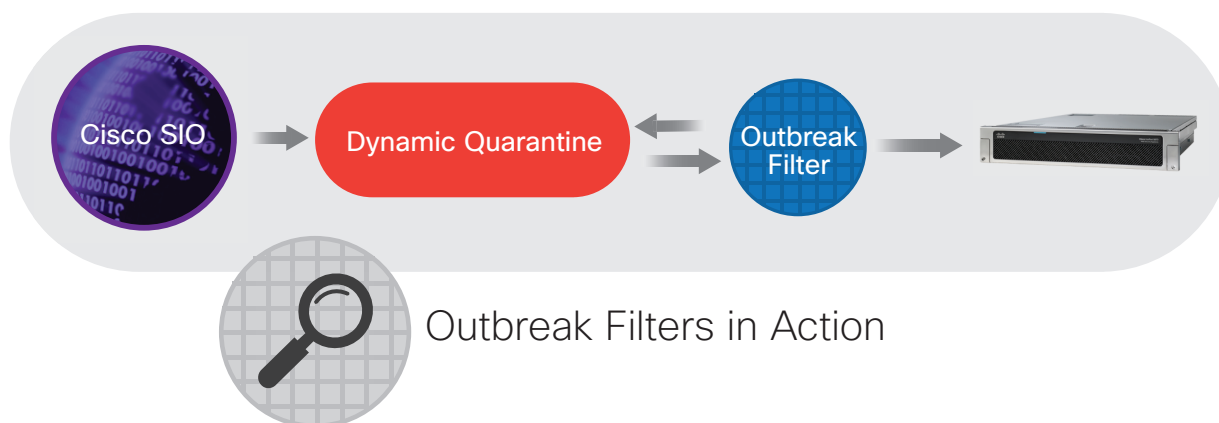 Cisco SIO
Dynamic Quarantine
Outbreak
Filter
Outbreak Filters in Action